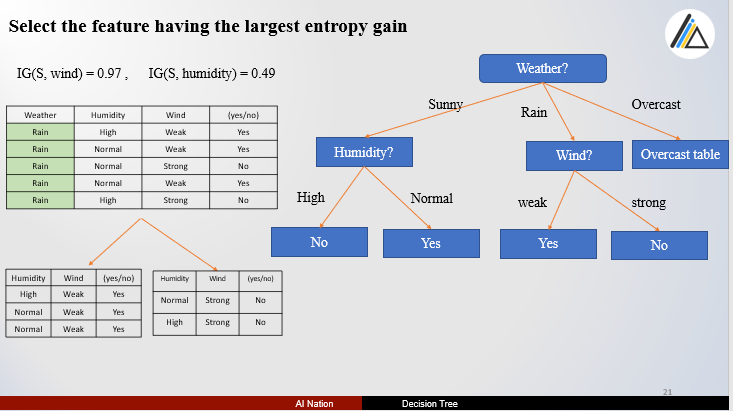 Select the feature having the largest entropy gain
IG(S, wind) = 0.97 , IG(S, humidity) = 0.49
Weather Humidity Wind (yes/no)
Rain High Weak Yes
Rain Normal Weak Yes
Rain Normal Strong No
Rain Normal Weak Yes
Rain High Strong No
Humidity Wind (yes/no)
High Weak Yes
Normal Weak Yes
Normal Weak Yes
Humidity Wind (yes/no)
Normal Strong No
High Strong No
Weather?
Sunny Rain Overcast
Humidity? Wind? Overcast table
High Normal weak strong
No Yes Yes No
21
AI Nation Decision Tree